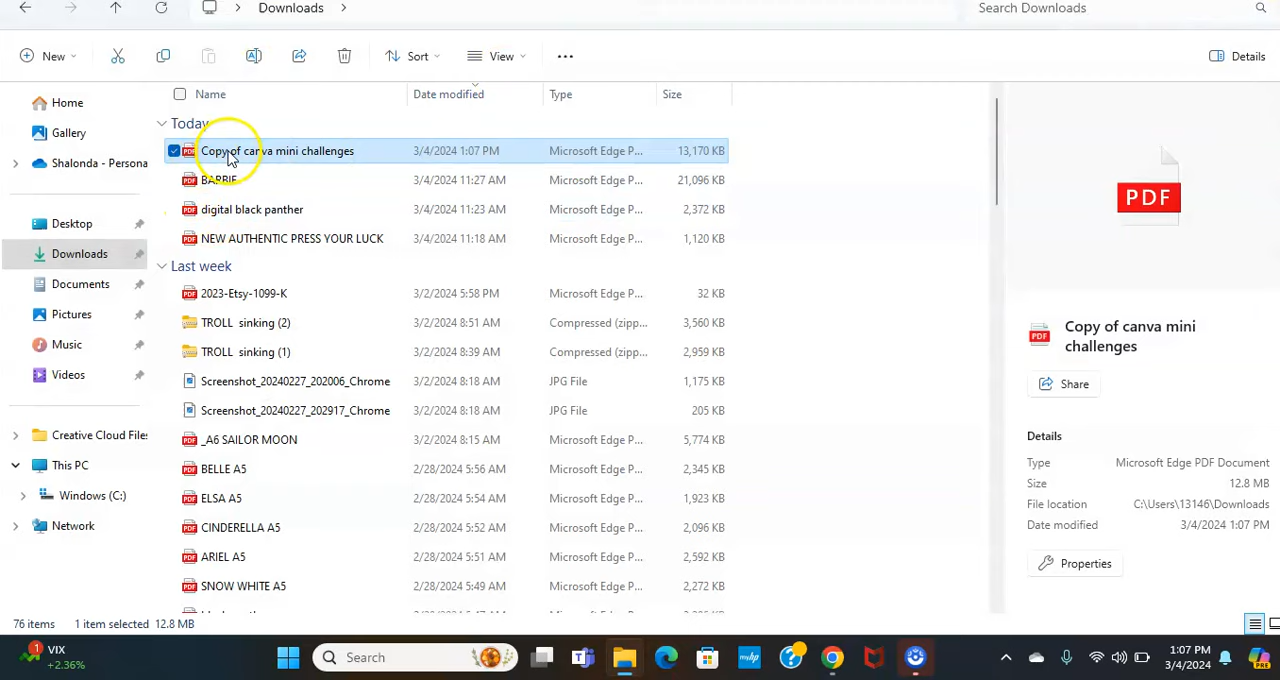 Downloads
Search Downloads
New
Sort
View
Details
Home
Gallery
Shalonda - Persona
Desktop
Downloads
Documents
Pictures
Music
Videos
Creative Cloud Files
This PC
Windows (C:)
Network
Name Date modified Type Size
Today
Copy of canva mini challenges 3/4/2024 1:07 PM Microsoft Edge P... 13,170 KB
BARBIE 3/4/2024 11:27 AM Microsoft Edge P... 21,096 KB
digital black panther 3/4/2024 11:23 AM Microsoft Edge P... 2,372 KB
NEW AUTHENTIC PRESS YOUR LUCK 3/4/2024 11:18 AM Microsoft Edge P... 1,120 KB
Last week
2023-Etsy-1099-K 3/2/2024 5:58 PM Microsoft Edge P... 32 KB
TROLL sinking (2) 3/2/2024 8:51 AM Compressed (zipp... 3,560 KB
TROLL sinking (1) 3/2/2024 8:39 AM Compressed (zipp... 2,959 KB
Screenshot_20240227_202006_Chrome 3/2/2024 8:18 AM JPG File 1,175 KB
Screenshot_20240227_202917_Chrome 3/2/2024 8:18 AM JPG File 205 KB
_A6 SAILOR MOON 3/2/2024 8:15 AM Microsoft Edge P... 5,774 KB
BELLE A5 2/28/2024 5:56 AM Microsoft Edge P... 2,345 KB
ELSA A5 2/28/2024 5:54 AM Microsoft Edge P... 1,923 KB
CINDERELLA A5 2/28/2024 5:52 AM Microsoft Edge P... 2,096 KB
ARIEL A5 2/28/2024 5:51 AM Microsoft Edge P... 2,592 KB
SNOW WHITE A5 2/28/2024 5:49 AM Microsoft Edge P... 2,272 KB
PDF
Copy of canva mini
challenges
Share
Details
Type Microsoft Edge PDF Document
Size 12.8 MB
File location C:\Users\13146\Downloads
Date modified 3/4/2024 1:07 PM
Properties
76 items 1 item selected 12.8 MB
1 VIX
+2.36%
Search
1:07 PM
3/4/2024